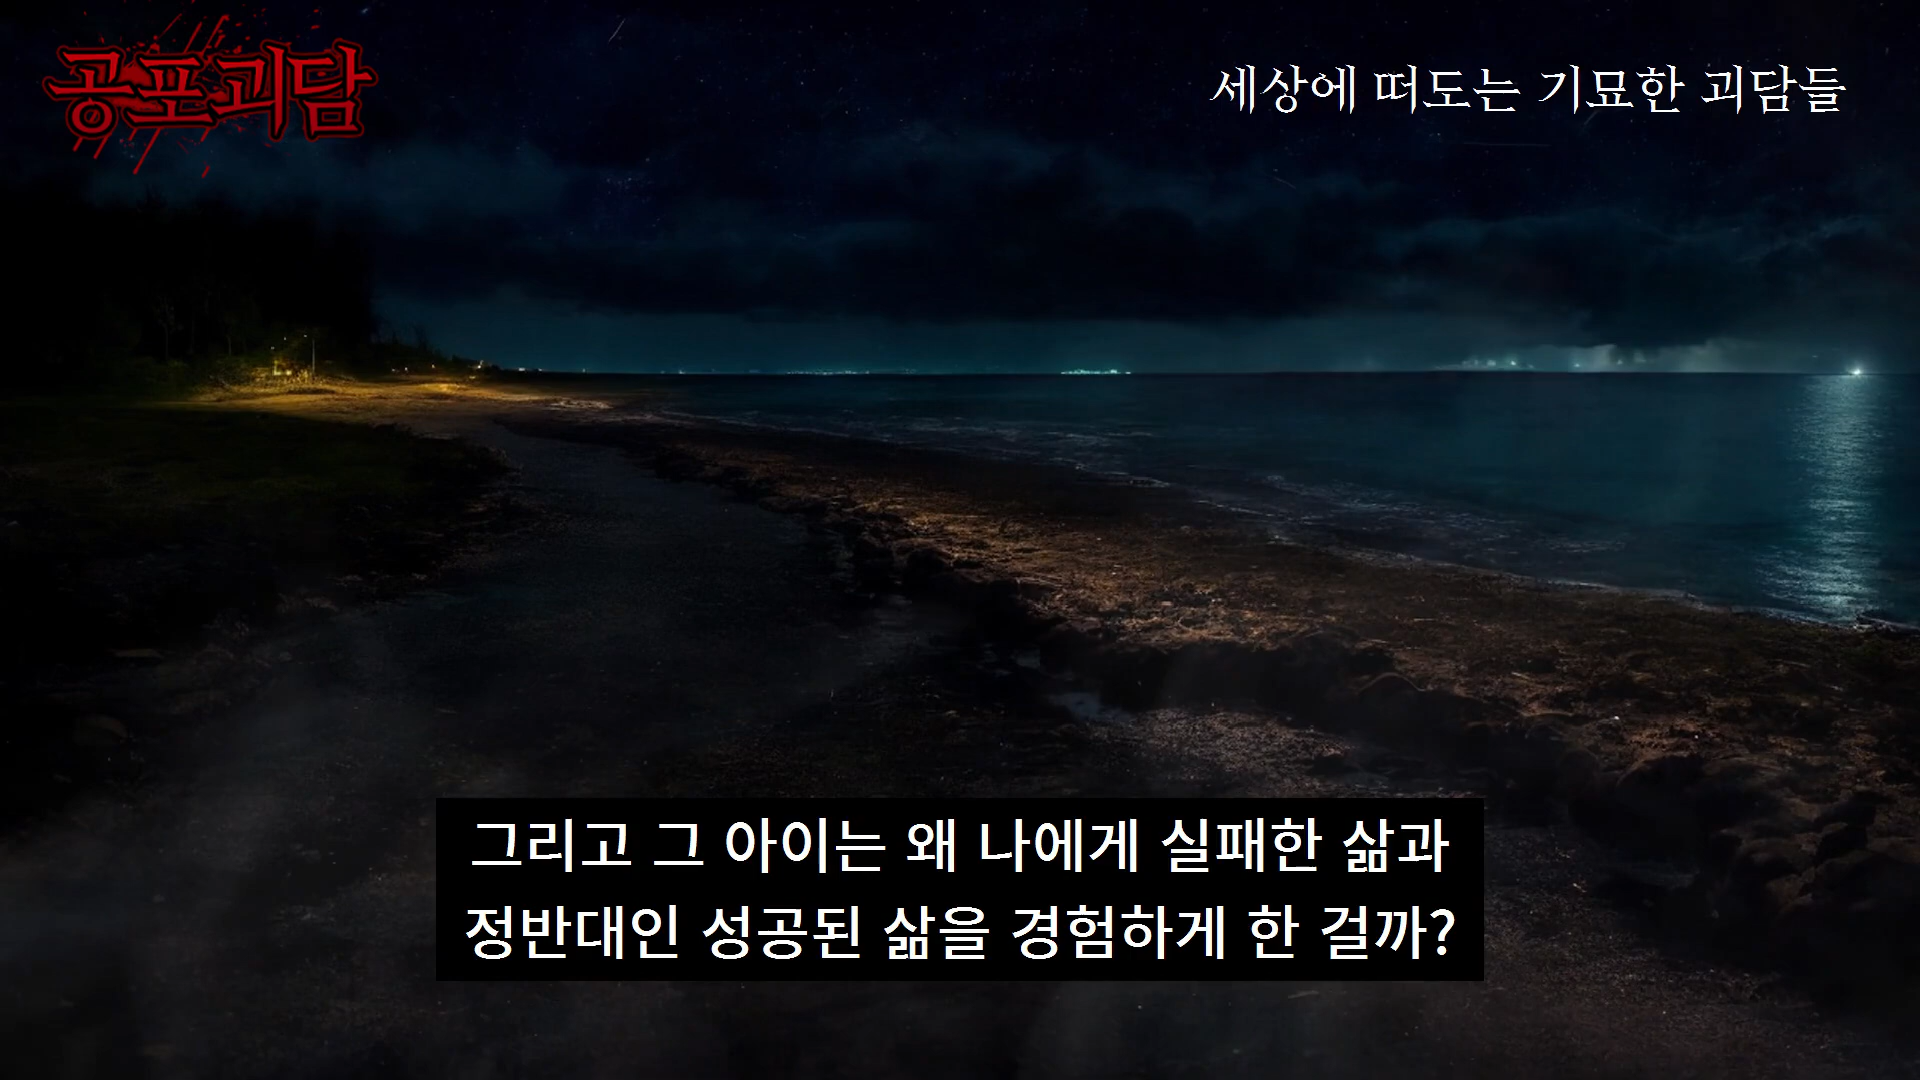 공포괴담
세상에 떠도는 기묘한 괴담들
그리고 그 아이는 왜 나에게 실패한 삶과
정반대인 성공된 삶을 경험하게 한 걸까?